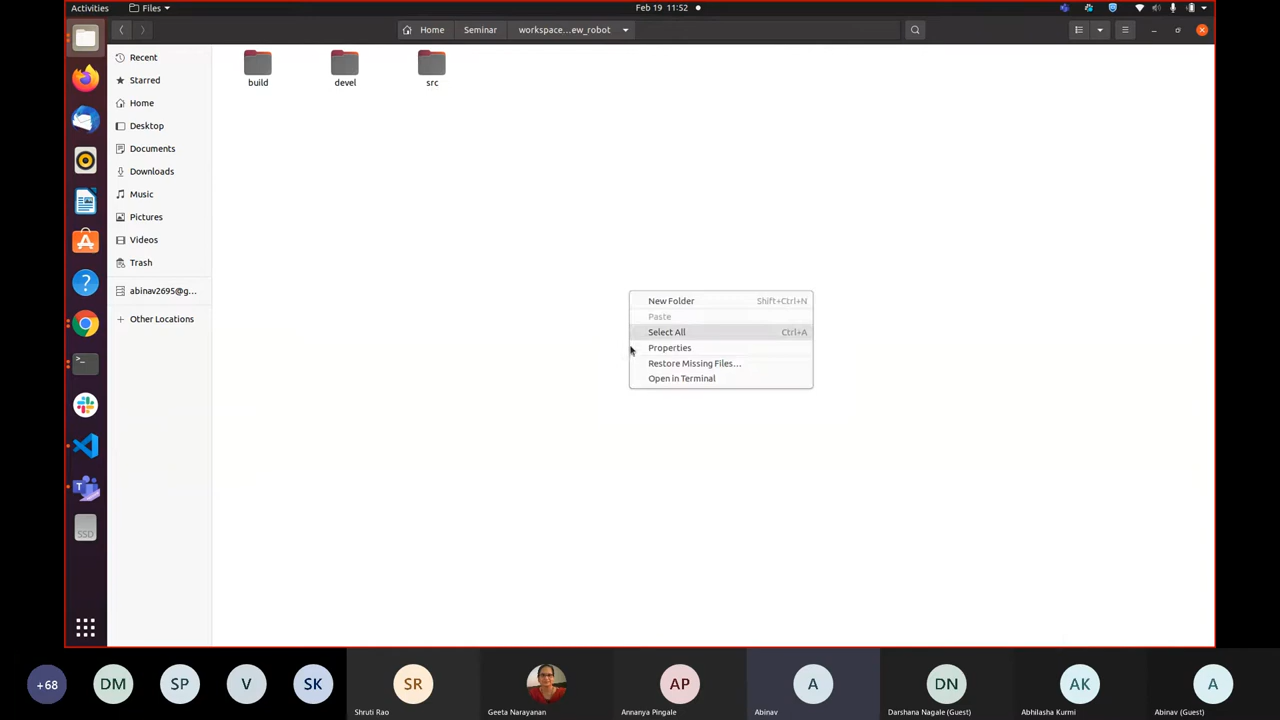 Activities
Files
Feb 19 11:52
Home
Seminar
workspace...ew_robot
Recent
Starred
Home
Desktop
Documents
Downloads
Music
Pictures
Videos
Trash
abinav2695@g...
Other Locations
build
devel
src
New Folder Shift+Ctrl+N
Paste
Select All Ctrl+A
Properties
Restore Missing Files...
Open in Terminal
SSD
+68
DM
SP
V
SK
SR
AP
A
DN
AK
A
Shruti Rao
Geeta Narayanan
Annanya Pingale
Abinav
Darshana Nagale (Guest)
Abhilasha Kurmi
Abinav (Guest)